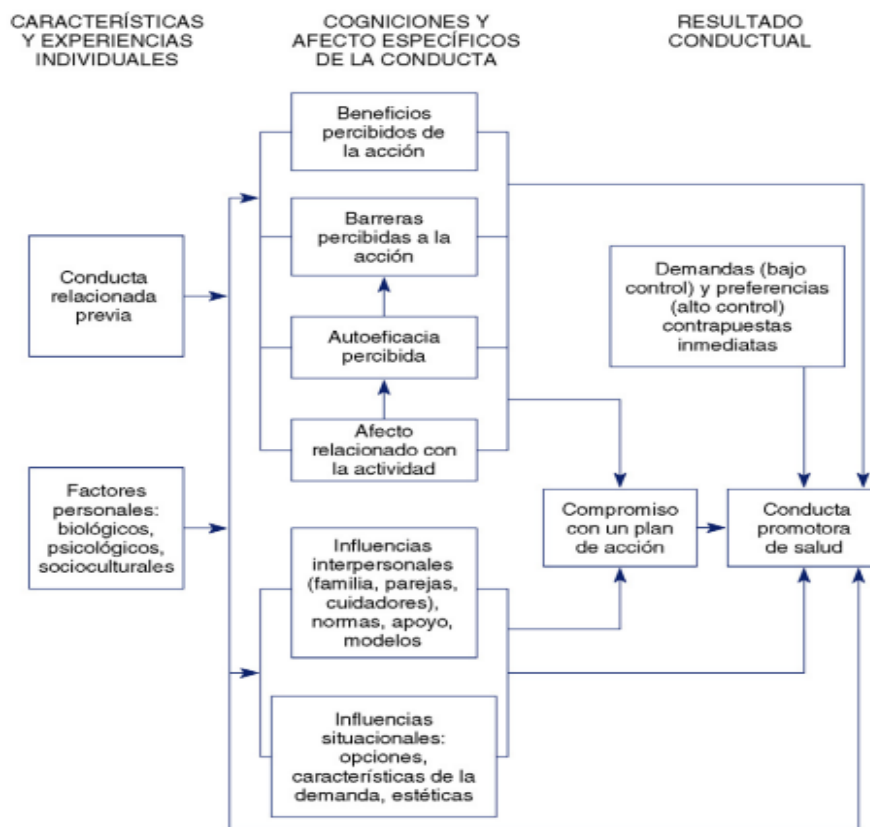 CARACTERÍSTICAS
Y EXPERIENCIAS
INDIVIDUALES
COGNICIONES Y
AFECTO ESPECÍFICOS
DE LA CONDUCTA
RESULTADO
CONDUCTUAL
Beneficios
percibidos de
la acción
Barreras
percibidas a la
acción
Conducta
relacionada
previa
Demandas (bajo
control) y preferencias
(alto control)
contrapuestas
inmediatas
Autoeficacia
percibida
Afecto
relacionado con
la actividad
Factores
personales:
biológicos,
psicológicos,
socioculturales
Compromiso
con un plan
de acción
Conducta
promotora
de salud
Influencias
interpersonales
(familia, parejas,
cuidadores),
normas, apoyo,
modelos
Influencias
situacionales:
opciones,
características de la
demanda, estéticas